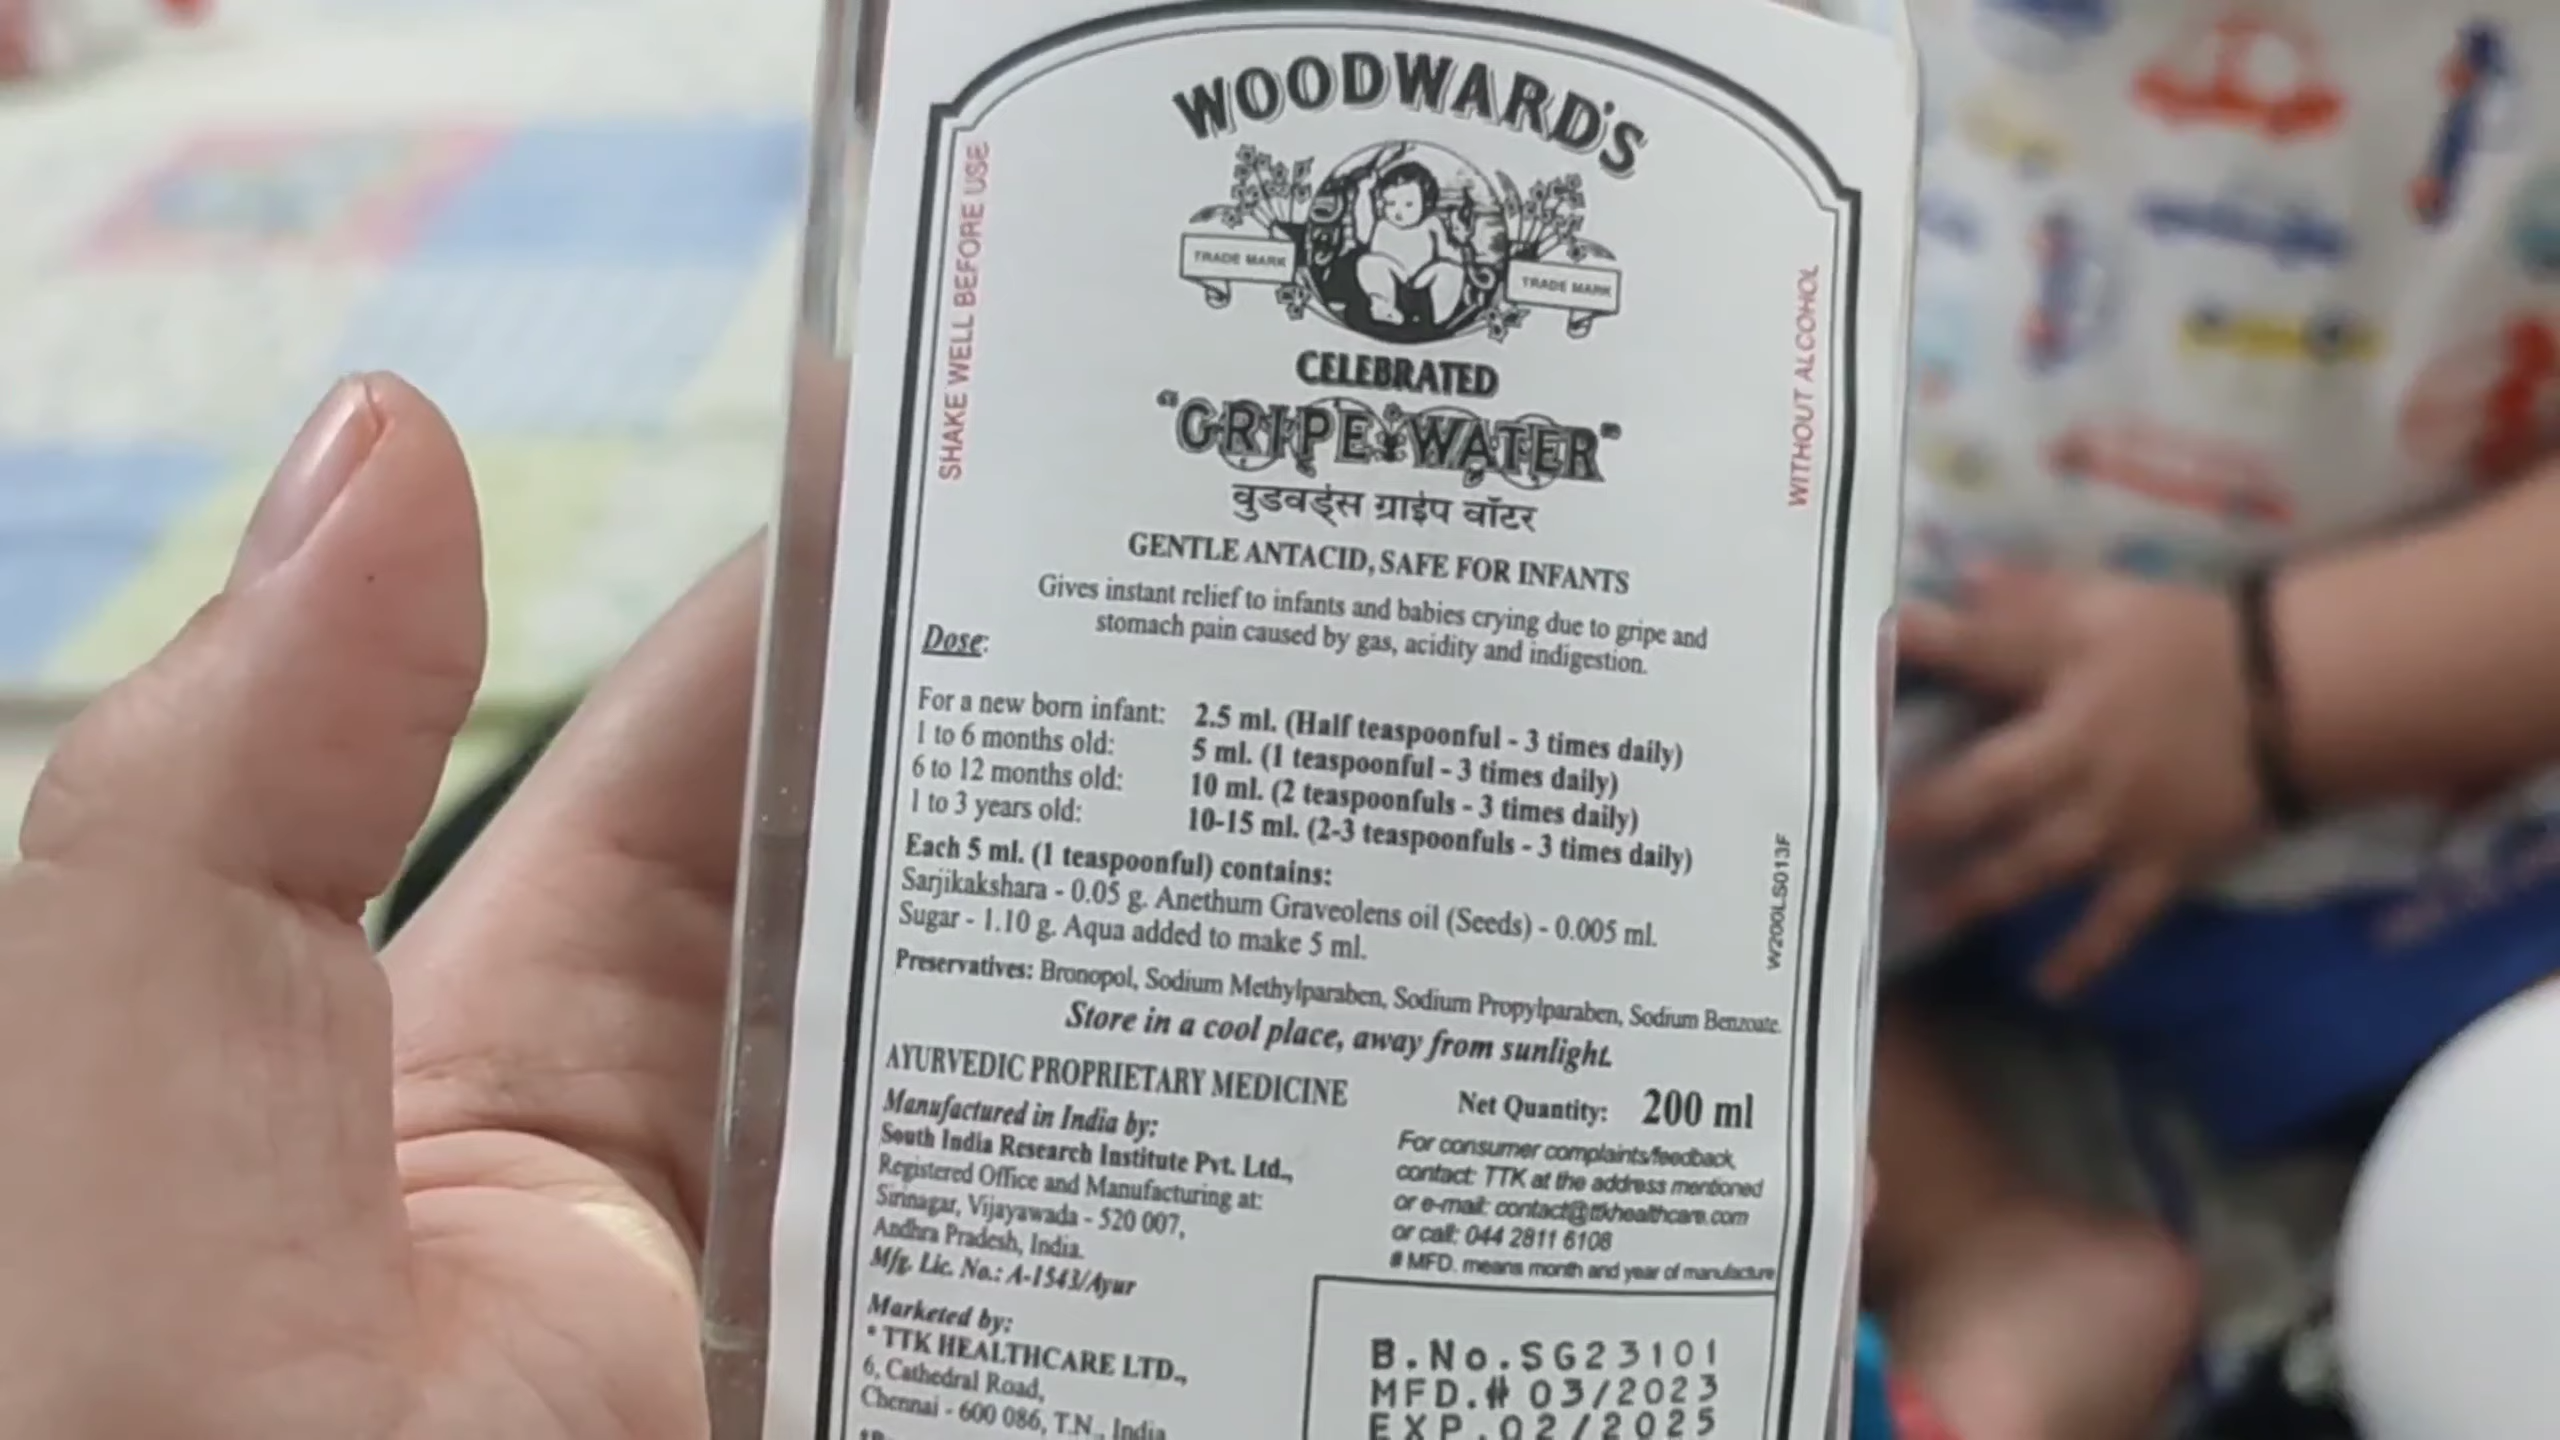 WOODWARD'S
TRADE MARK
TRADE MARK
CELEBRATED
"GRIPE WATER"
वुडवर्ड्स ग्राईप वॉटर
SHAKE WELL BEFORE USE
WITHOUT ALCOHOL
GENTLE ANTACID, SAFE FOR INFANTS
Gives instant relief to infants and babies crying due to gripe and
stomach pain caused by gas, acidity and indigestion.
Dose:
For a new born infant: 2.5 ml. (Half teaspoonful - 3 times daily)
1 to 6 months old: 5 ml. (1 teaspoonful - 3 times daily)
6 to 12 months old: 10 ml. (2 teaspoonfuls - 3 times daily)
1 to 3 years old: 10-15 ml. (2-3 teaspoonfuls - 3 times daily)
Each 5 ml. (1 teaspoonful) contains:
Sarjikakshara - 0.05 g. Anethum Graveolens oil (Seeds) - 0.005 ml.
Sugar - 1.10 g. Aqua added to make 5 ml.
Preservatives: Bronopol, Sodium Methylparaben, Sodium Propylparaben, Sodium Benzoate.
W200LS013F
Store in a cool place, away from sunlight.
AYURVEDIC PROPRIETARY MEDICINE
Manufactured in India by:
South India Research Institute Pvt. Ltd.,
Registered Office and Manufacturing at:
Sirinagar, Vijayawada - 520 007,
Andhra Pradesh, India.
Mfg. Lic. No.: A-1543/Ayur
Marketed by:
* TTK HEALTHCARE LTD.,
6, Cathedral Road,
Chennai - 600 086, T.N., India
Net Quantity: 200 ml
For consumer complaints/feedback,
contact: TTK at the address mentioned
or e-mail: contact@ttkhealthcare.com
or call: 044 2811 6108
# MFD. means month and year of manufacture
B.No.SG23101
MFD.# 03/2023
EXP.02/2025